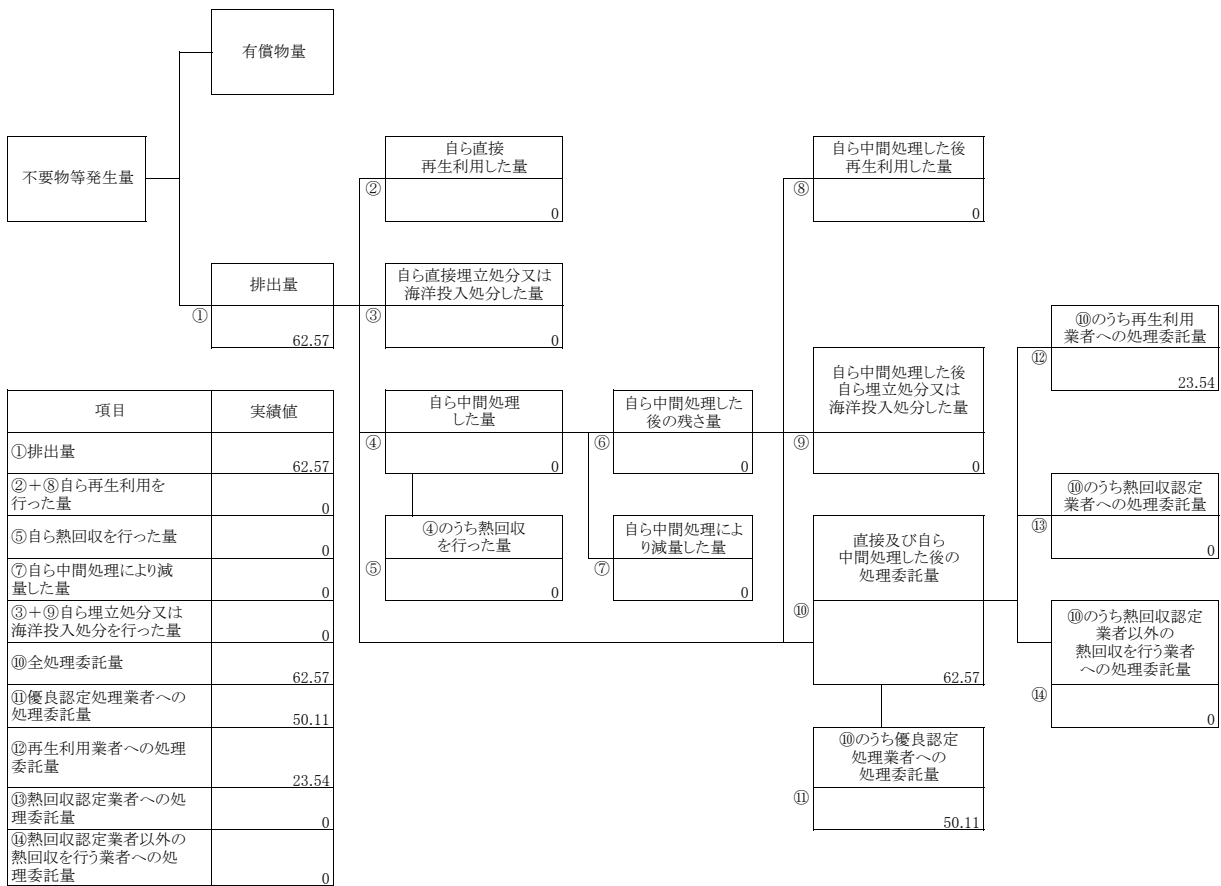 有償物量
不要物等発生量
排出量
①
62.57
自ら直接
再生利用した量
②
0
自ら直接埋立処分又は
海洋投入処分した量
③
0
自ら中間処理
した量
④
0
④のうち熱回収
を行った量
⑤
0
自ら中間処理した
後の残さ量
⑥
0
自ら中間処理によ
り減量した量
⑦
0
自ら中間処理した後
再生利用した量
⑧
0
自ら中間処理した後
自ら埋立処分又は
海洋投入処分した量
⑨
0
直接及び自ら
中間処理した後の
処理委託量
⑩
62.57
⑩のうち優良認定
処理業者への
処理委託量
⑪
50.11
⑩のうち再生利用
業者への処理委託量
⑫
23.54
⑩のうち熱回収認定
業者への処理委託量
⑬
0
⑩のうち熱回収認定
業者以外の
熱回収を行う業者
への処理委託量
⑭
0
項目 実績値
①排出量
62.57
②+⑧自ら再生利用を
行った量
0
⑤自ら熱回収を行った量
0
⑦自ら中間処理により減
量した量
0
③+⑨自ら埋立処分又は
海洋投入処分を行った量
0
⑩全処理委託量
62.57
⑪優良認定処理業者への
処理委託量
50.11
⑫再生利用業者への処理
委託量
23.54
⑬熱回収認定業者への処
理委託量
0
⑭熱回収認定業者以外の
熱回収を行う業者への処
理委託量
0